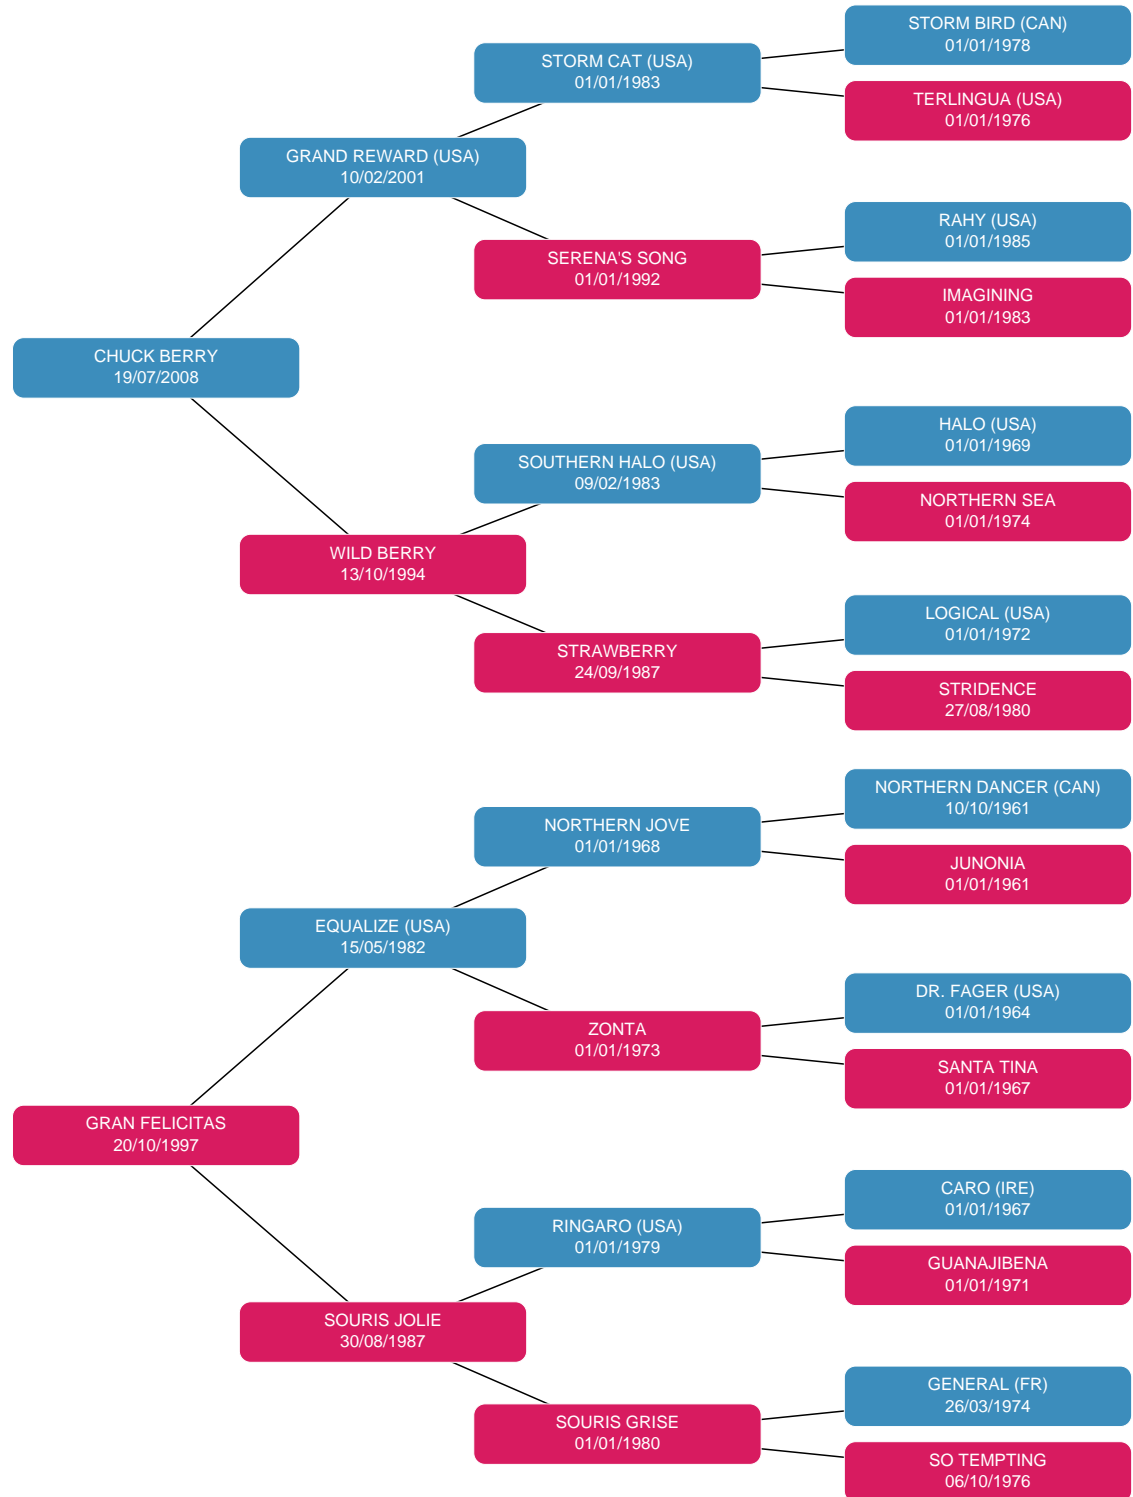 STORM BIRD (CAN)
01/01/1978
STORM CAT (USA)
01/01/1983
TERLINGUA (USA)
01/01/1976
GRAND REWARD (USA)
10/02/2001
RAHY (USA)
01/01/1985
SERENA'S SONG
01/01/1992
IMAGINING
01/01/1983
CHUCK BERRY
19/07/2008
HALO (USA)
01/01/1969
SOUTHERN HALO (USA)
09/02/1983
NORTHERN SEA
01/01/1974
WILD BERRY
13/10/1994
LOGICAL (USA)
01/01/1972
STRAWBERRY
24/09/1987
STRIDENCE
27/08/1980
NORTHERN DANCER (CAN)
10/10/1961
NORTHERN JOVE
01/01/1968
JUNONIA
01/01/1961
EQUALIZE (USA)
15/05/1982
DR. FAGER (USA)
01/01/1964
ZONTA
01/01/1973
SANTA TINA
01/01/1967
GRAN FELICITAS
20/10/1997
CARO (IRE)
01/01/1967
RINGARO (USA)
01/01/1979
GUANAJIBENA
01/01/1971
SOURIS JOLIE
30/08/1987
GENERAL (FR)
26/03/1974
SOURIS GRISE
01/01/1980
SO TEMPTING
06/10/1976